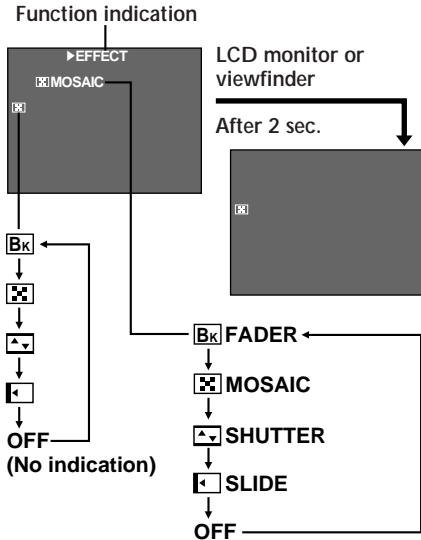 Function indication
▶EFFECT
MOSAIC
LCD monitor or
viewfinder
After 2 sec.
BK
OFF
(No indication)
BK FADER
MOSAIC
SHUTTER
SLIDE
OFF